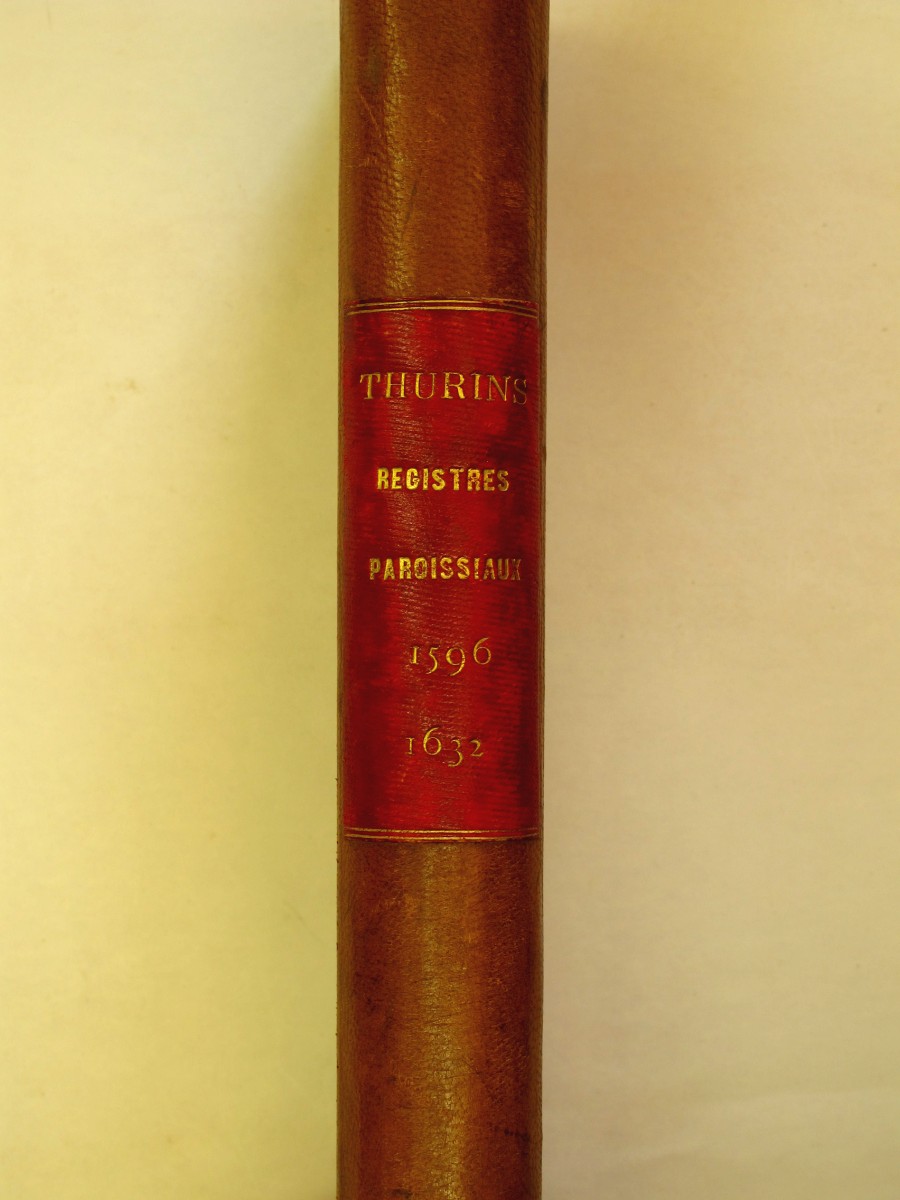 THURINS
REGISTRES
PAROISSIAUX
1596
1632